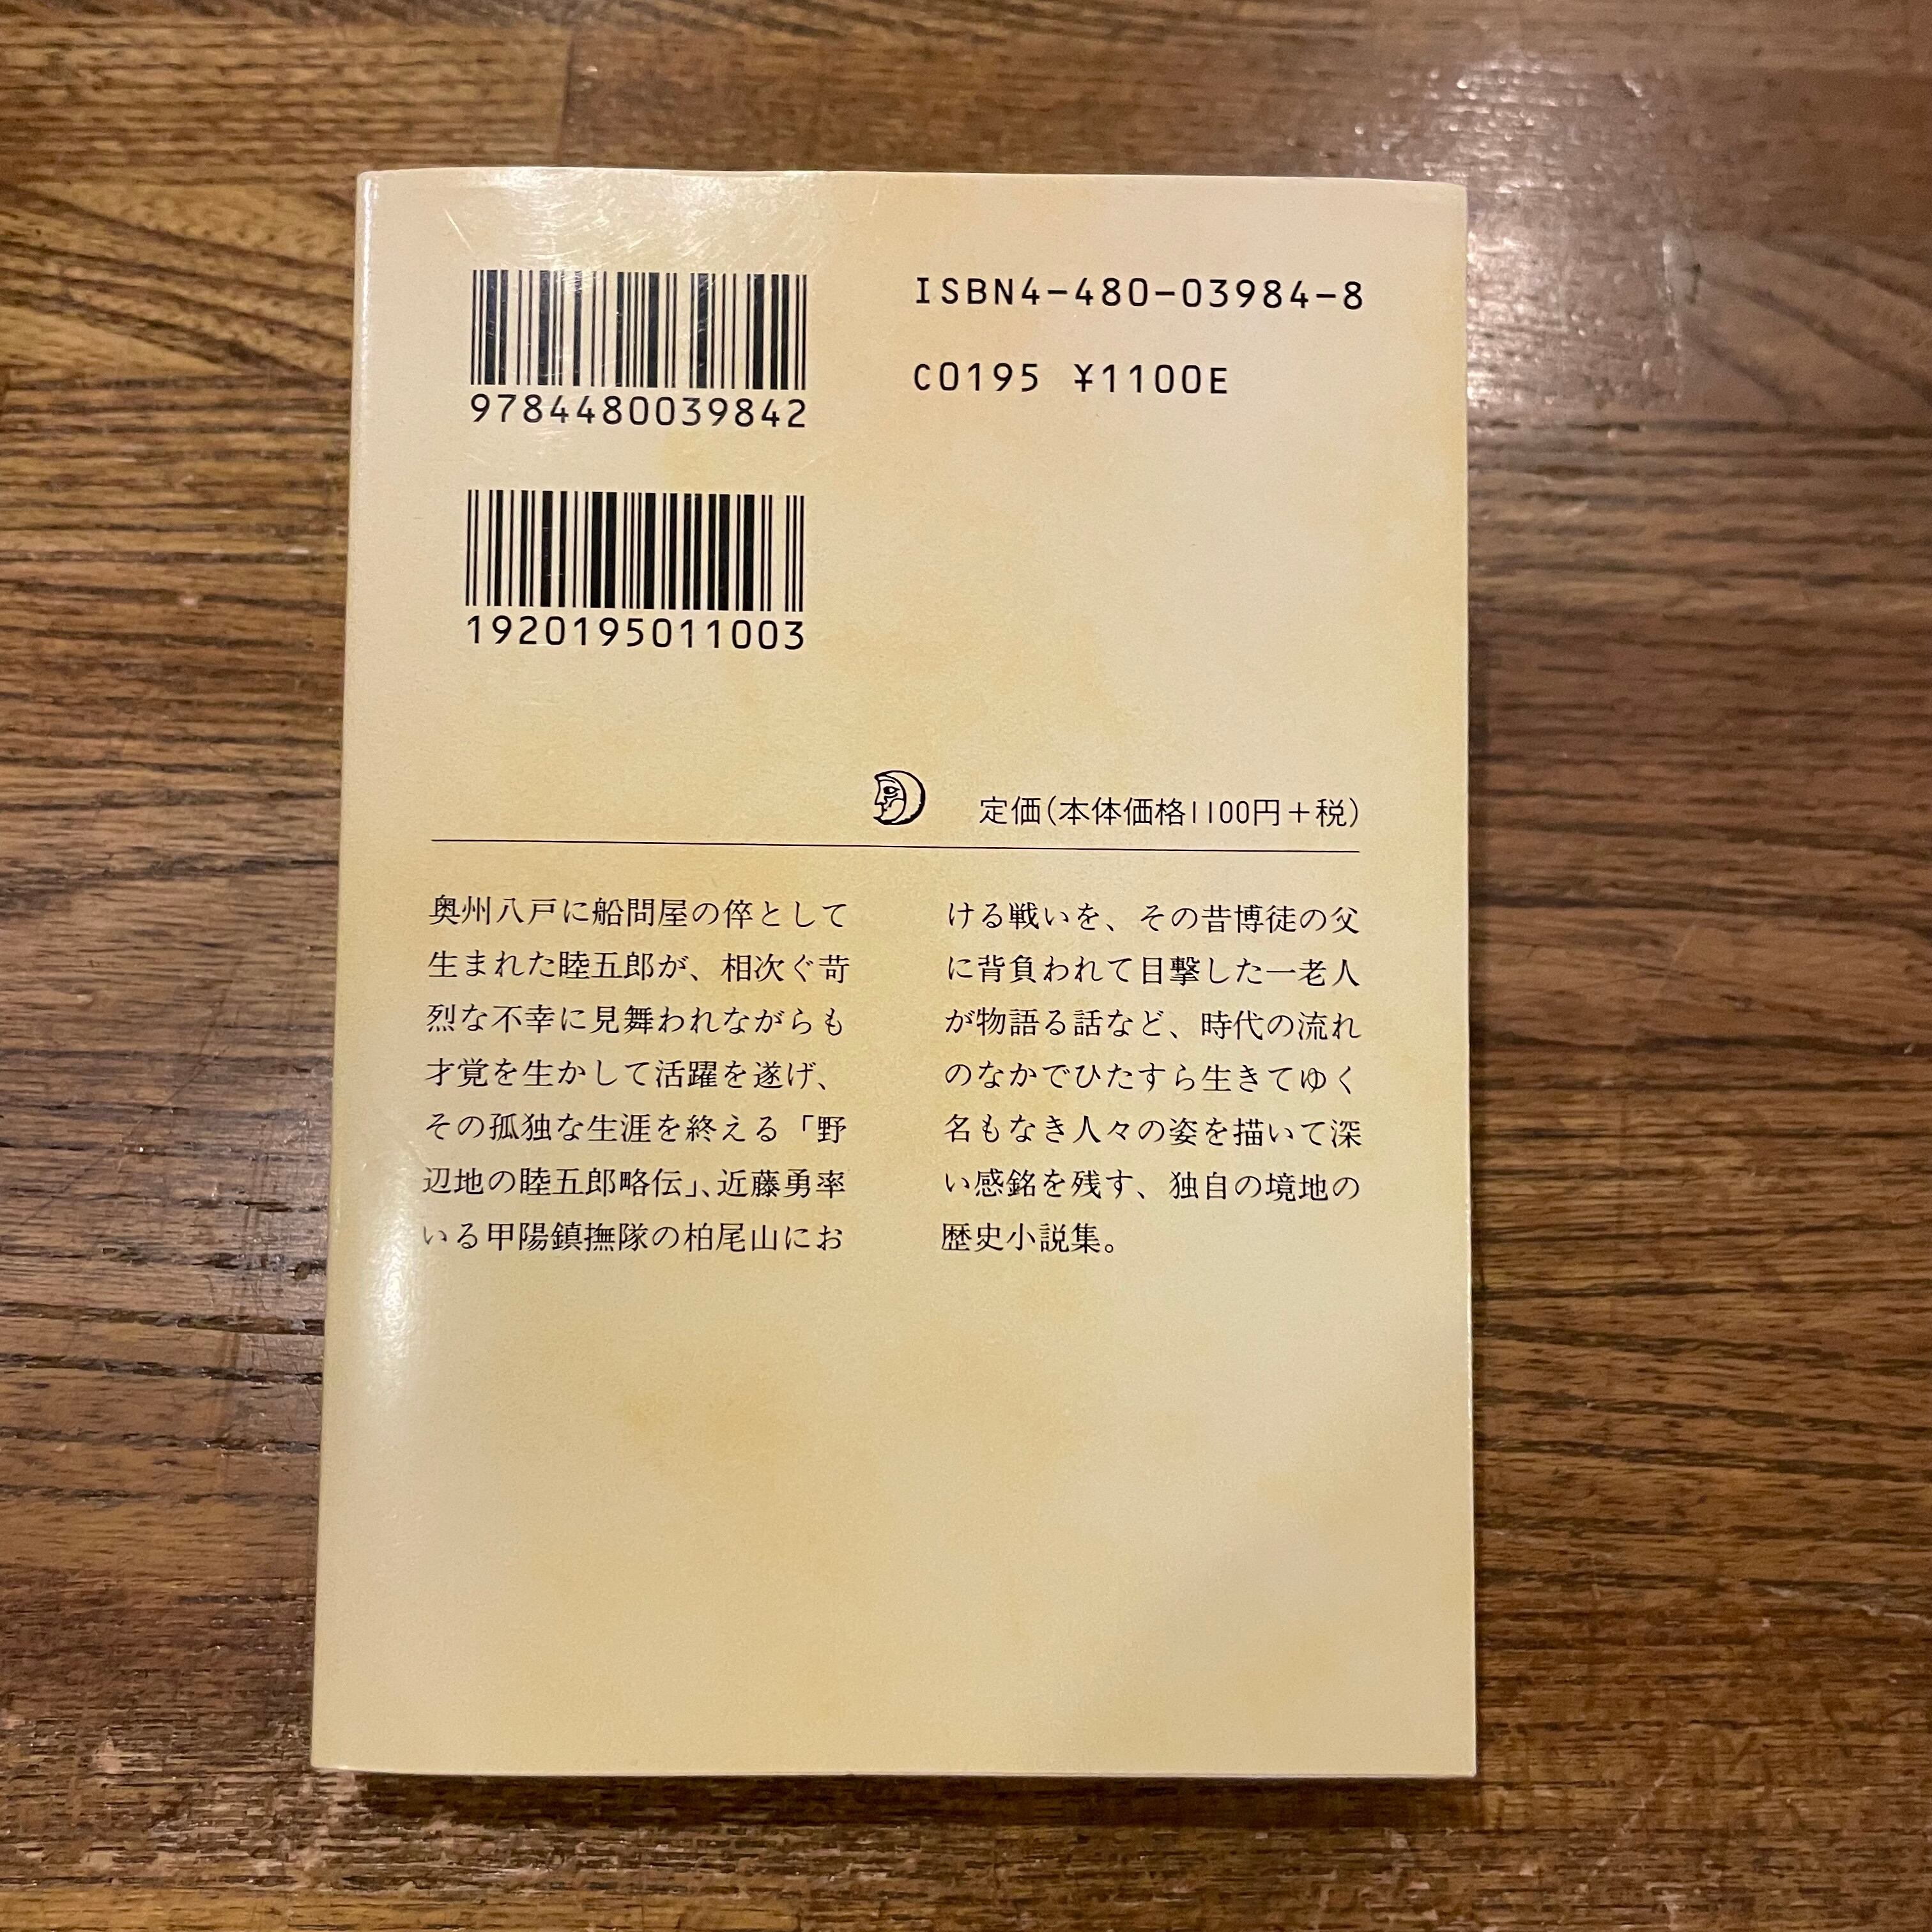 9784480039842
ISBN4-480-03984-8
C0195 ¥1100E
1920195011003
定価(本体価格1100円+税)
奥州八戸に船問屋の倅として
生まれた睦五郎が、相次ぐ苛
烈な不幸に見舞われながらも
才覚を生かして活躍を遂げ、
その孤独な生涯を終える「野
辺地の睦五郎略伝」、近藤勇率
いる甲陽鎮撫隊の柏尾山にお
ける戦いを、その昔博徒の父
に背負われて目撃した一老人
が物語る話など、時代の流れ
のなかでひたすら生きてゆく
名もなき人々の姿を描いて深
い感銘を残す、独自の境地の
歴史小説集。